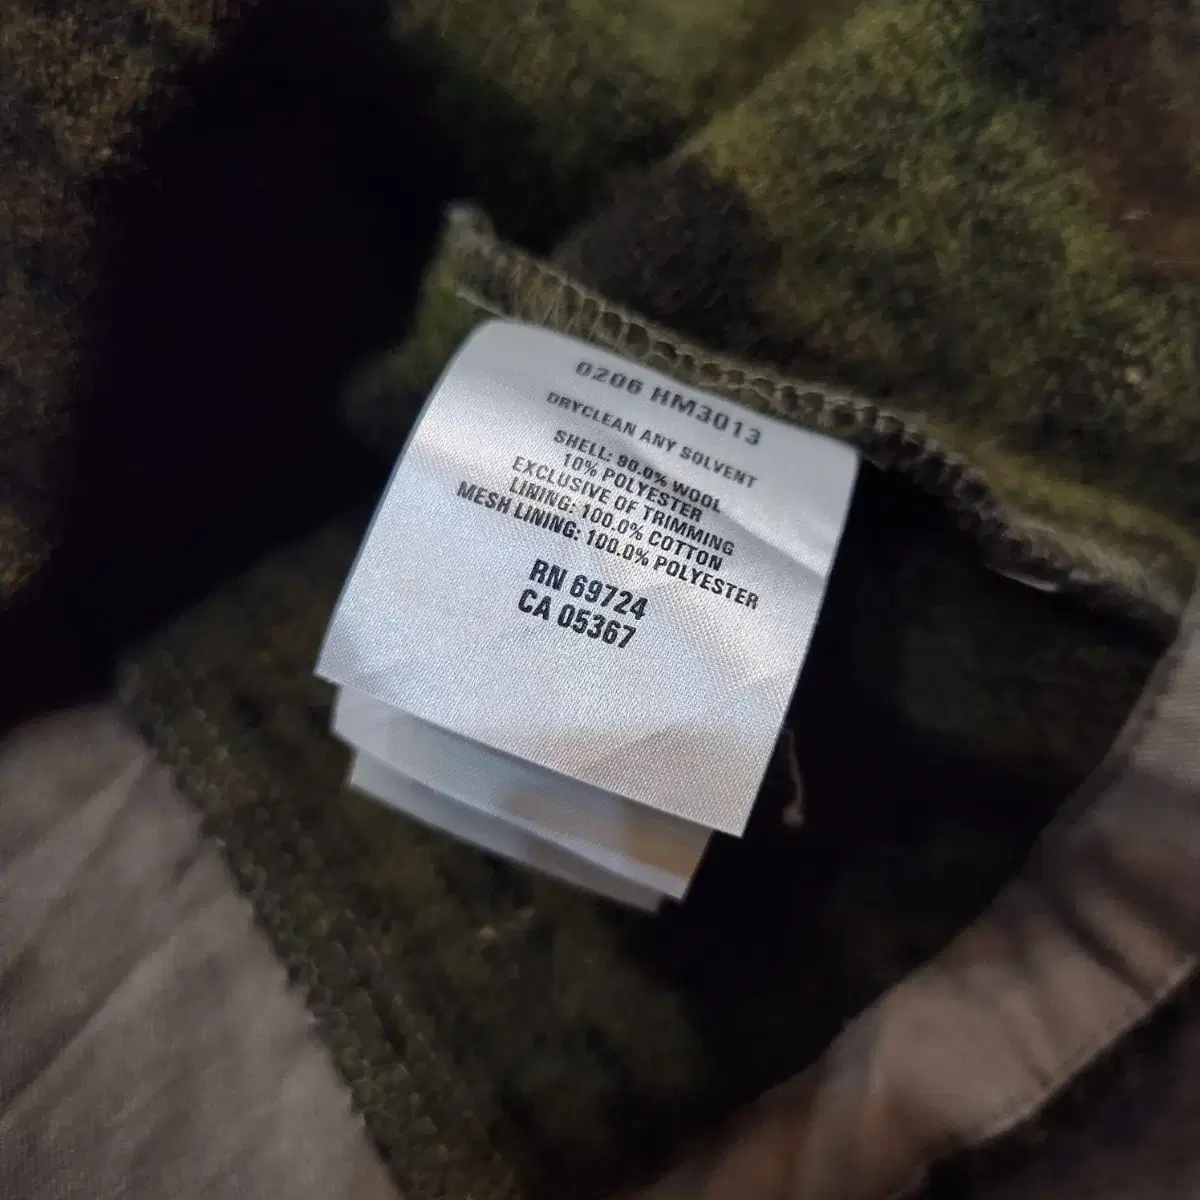 0206 HM3013
DRYCLEAN ANY SOLVENT
SHELL: 90.0% WOOL
10% POLYESTER
EXCLUSIVE OF TRIMMING
LINING: 100.0% COTTON
MESH LINING: 100.0% POLYESTER
RN 69724
CA 05367